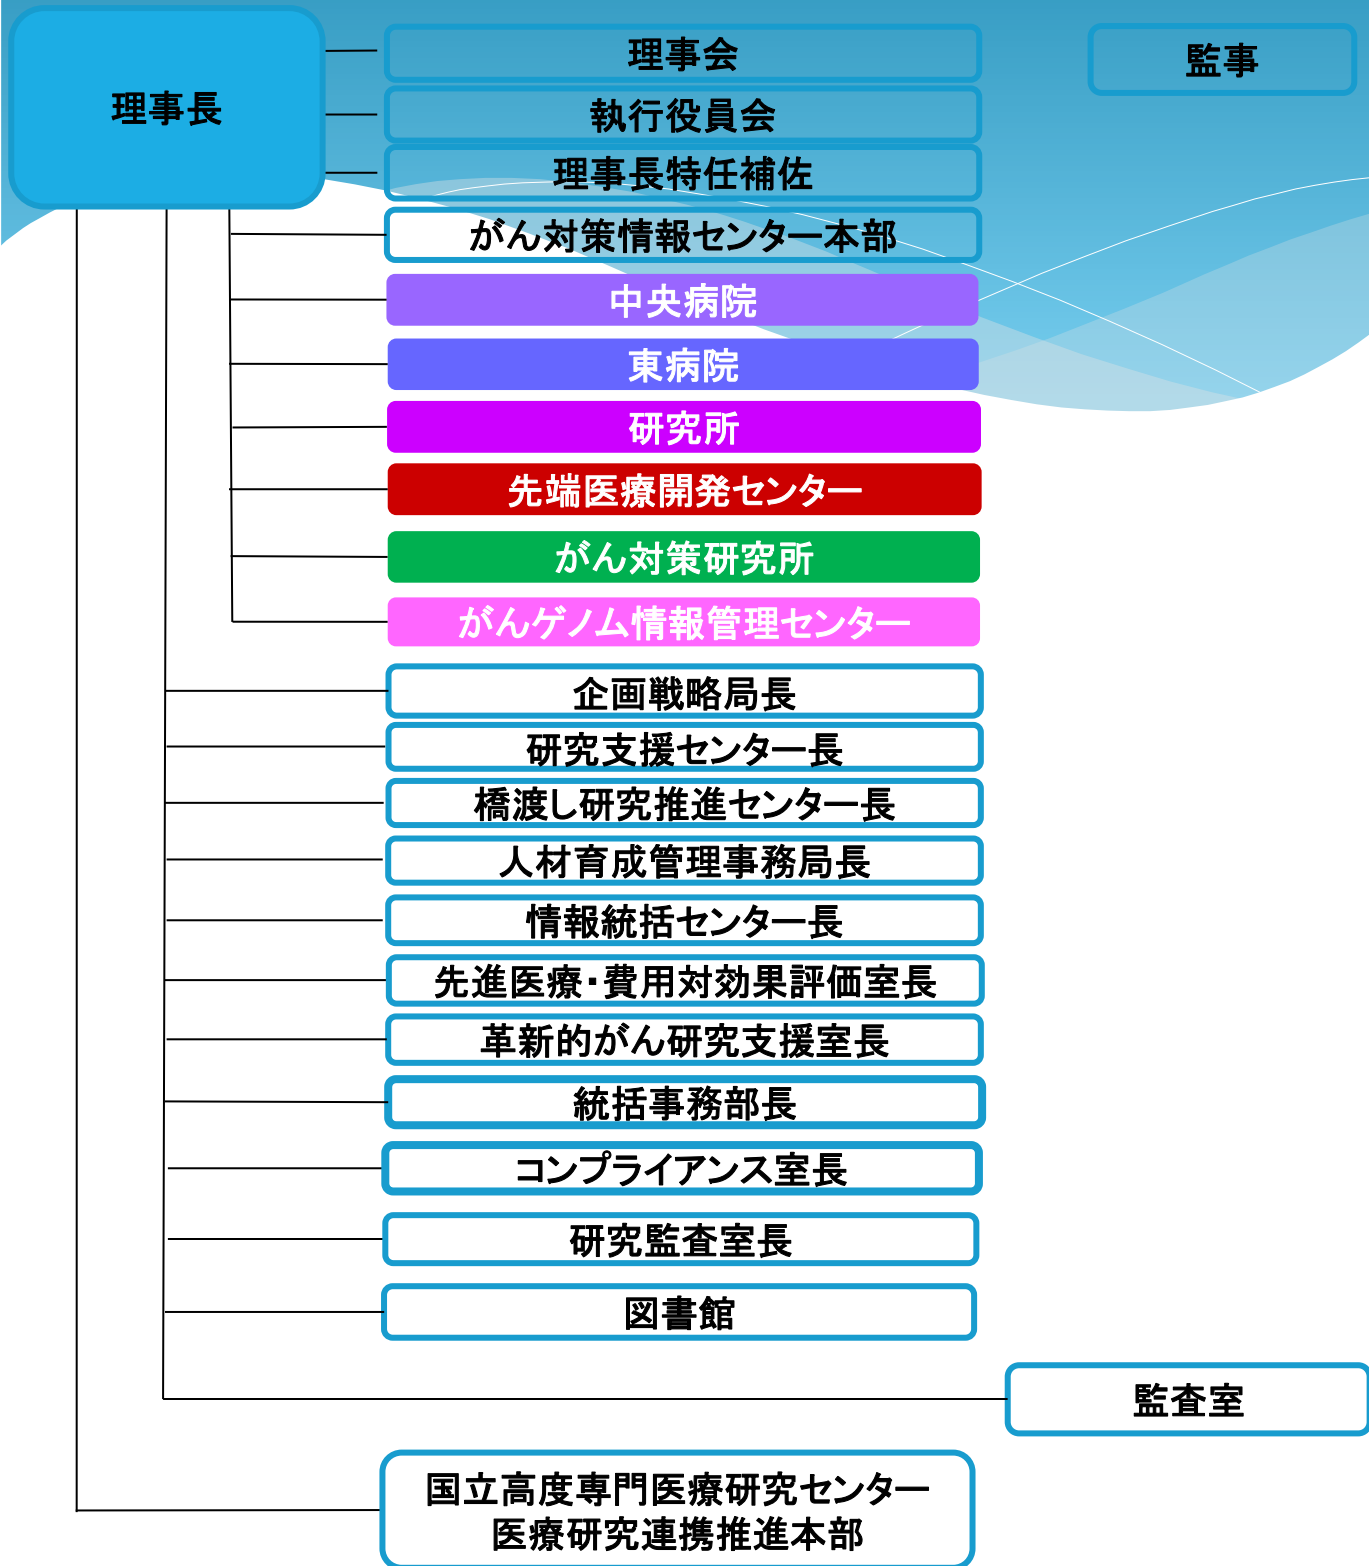 理事長
理事会
監事
執行役員会
理事長特任補佐
がん対策情報センター本部
中央病院
東病院
研究所
先端医療開発センター
がん対策研究所
がんゲノム情報管理センター
企画戦略局長
研究支援センター長
橋渡し研究推進センター長
人材育成管理事務局長
情報統括センター長
先進医療・費用対効果評価室長
革新的がん研究支援室長
統括事務部長
コンプライアンス室長
研究監査室長
図書館
監査室
国立高度専門医療研究センター
医療研究連携推進本部